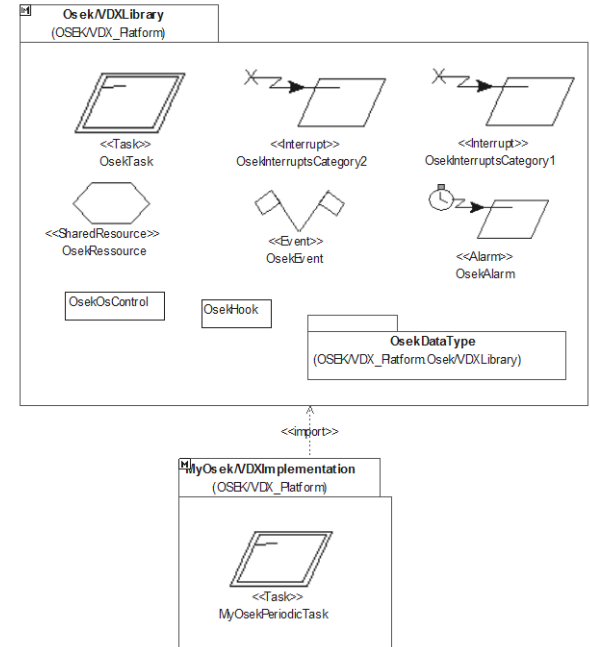 M
Osek/VDXLibrary
(OSEK/VDX_Platform)
<<Task>>
OsekTask
<<Interrupt>>
OsekInterruptsCategory2
<<Interrupt>>
OsekInterruptsCategory1
<<SharedResource>>
OsekRessource
<<Event>>
OsekEvent
<<Alarm>>
OsekAlarm
OsekOsControl
OsekHook
OsekDataType
(OSEK/VDX_Platform.Osek/VDXLibrary)
<<import>>
M
MyOsek/VDXImplementation
(OSEK/VDX_Platform)
<<Task>>
MyOsekPeriodicTask